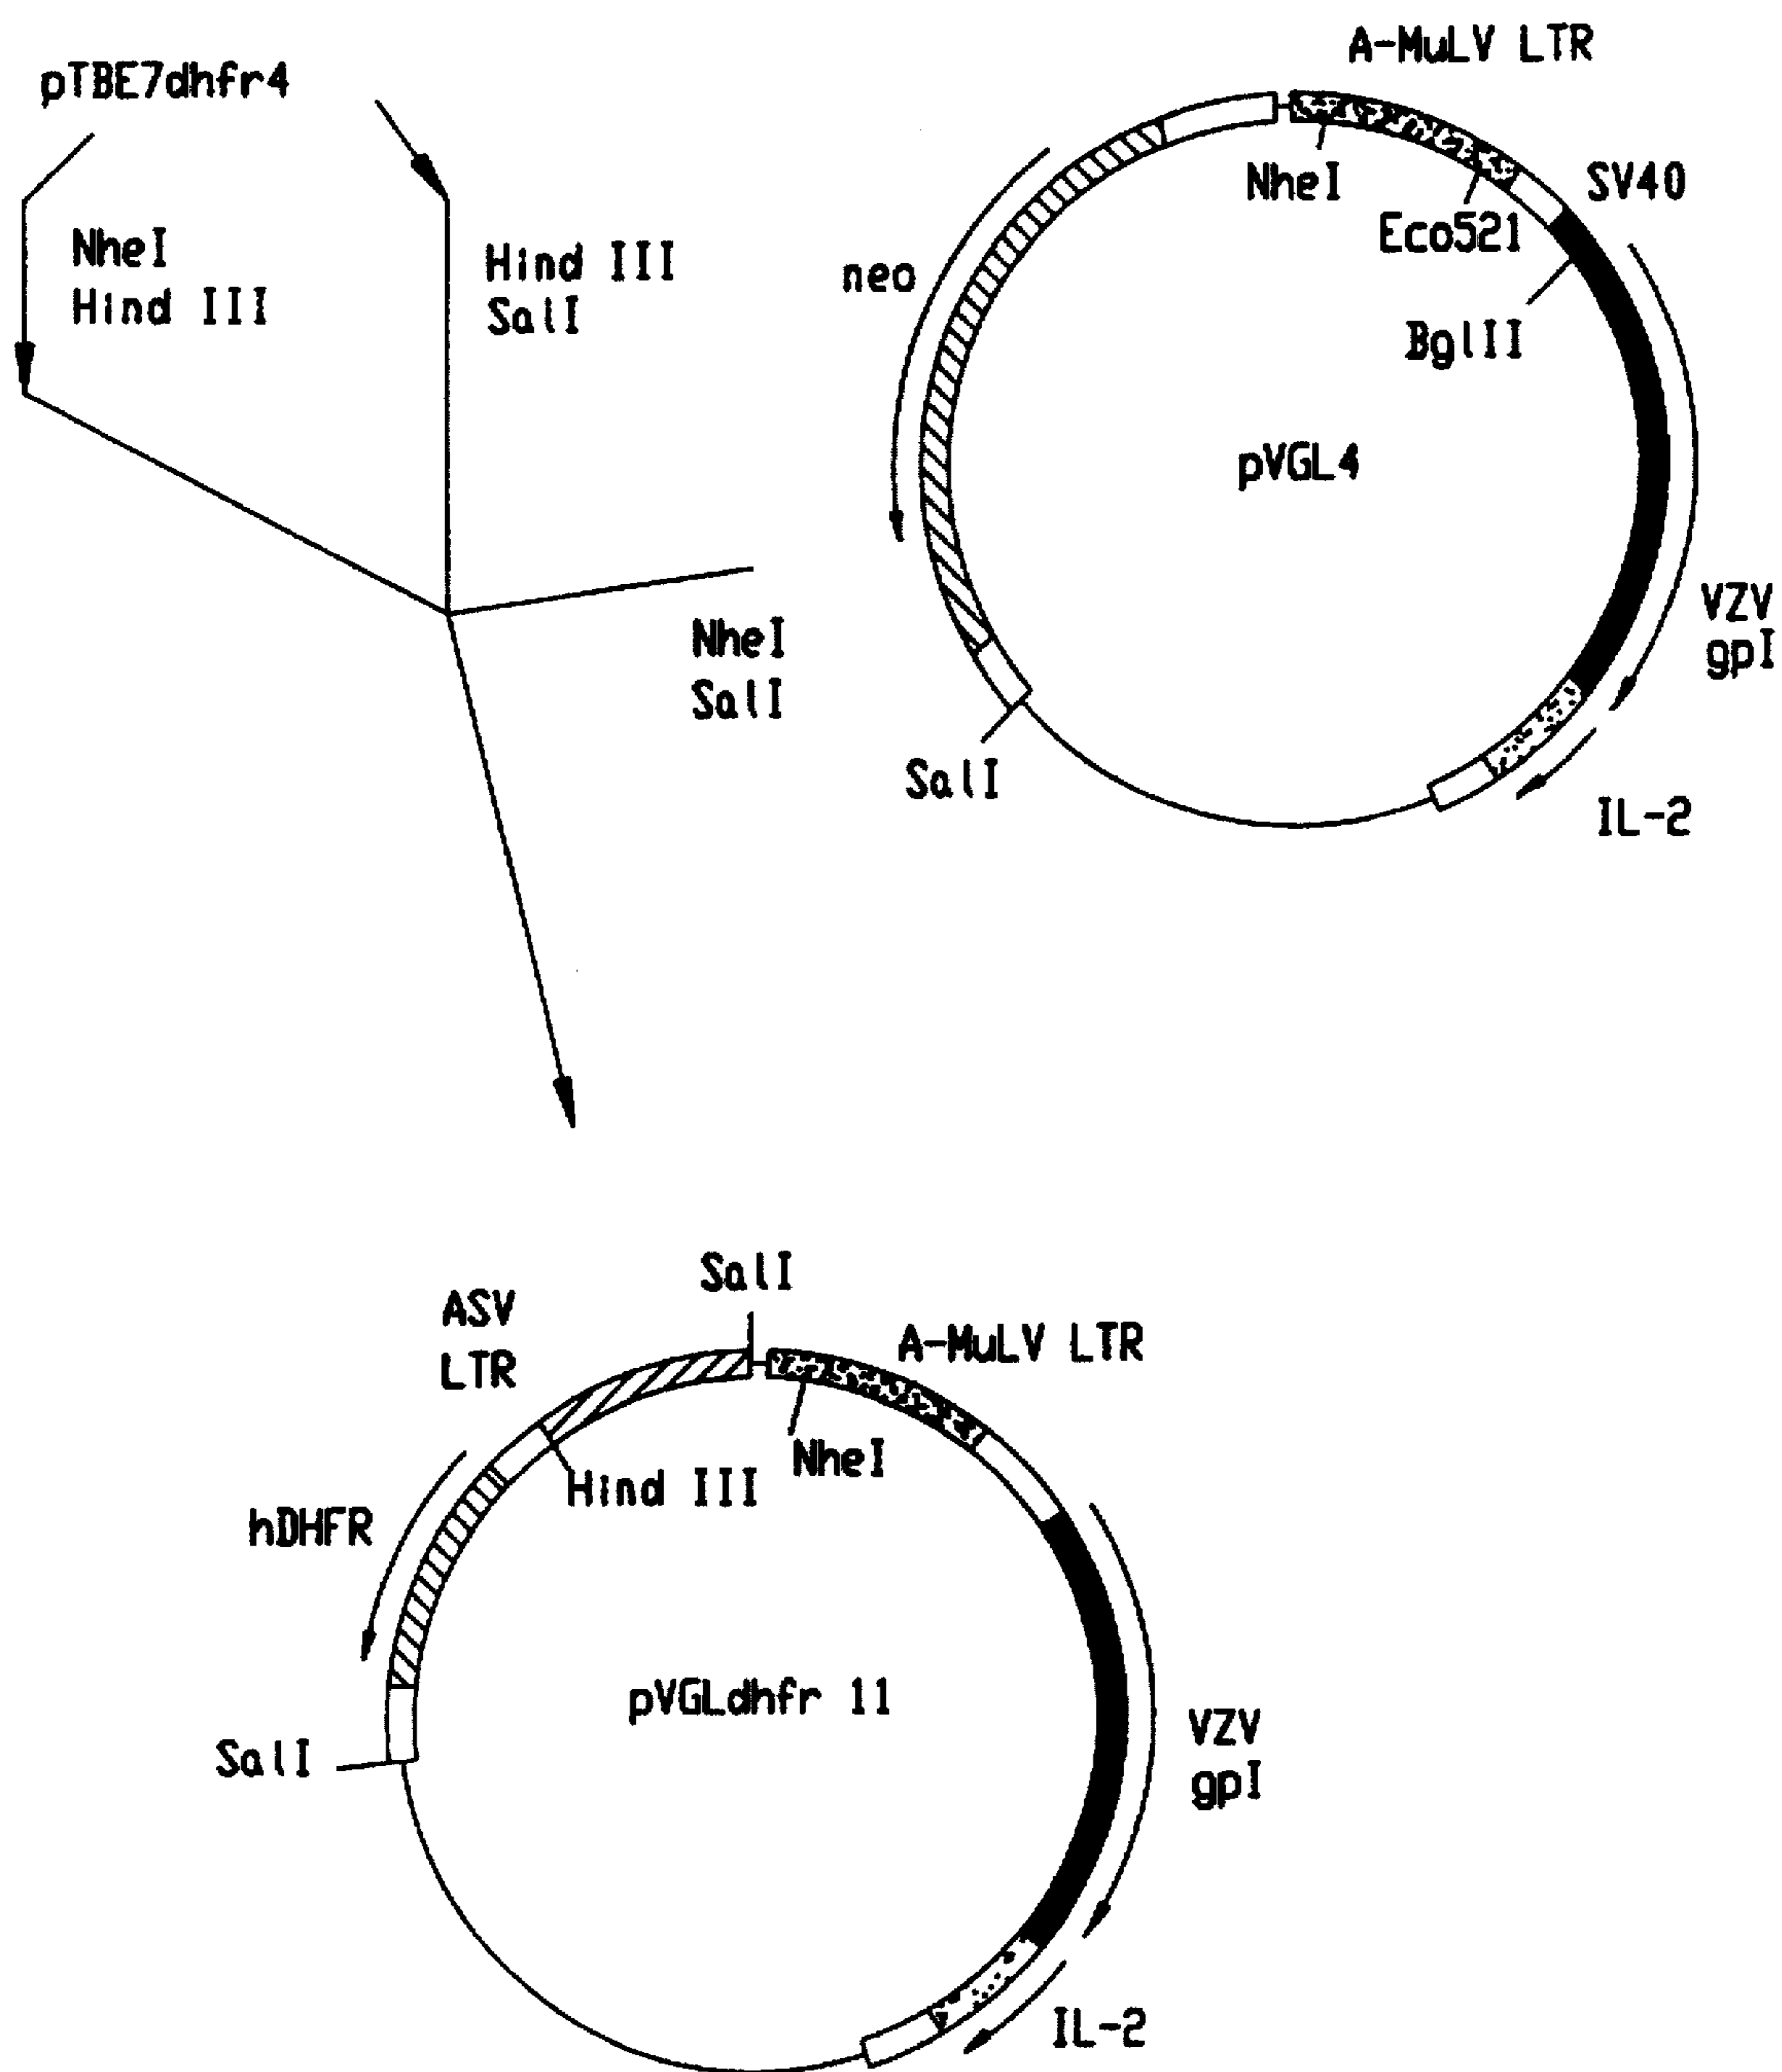 pTBE7dhfr4
NheI
Hind III
Hind III
SalI
NheI
SalI
A-MuLV LTR
NheI
SV40
Eco521
BglII
neo
pVGL4
VZV
gpI
SalI
IL-2
SalI
ASV
LTR
A-MuLV LTR
NheI
Hind III
hDHFR
pVGLdhfr 11
SalI
VZV
gpI
IL-2